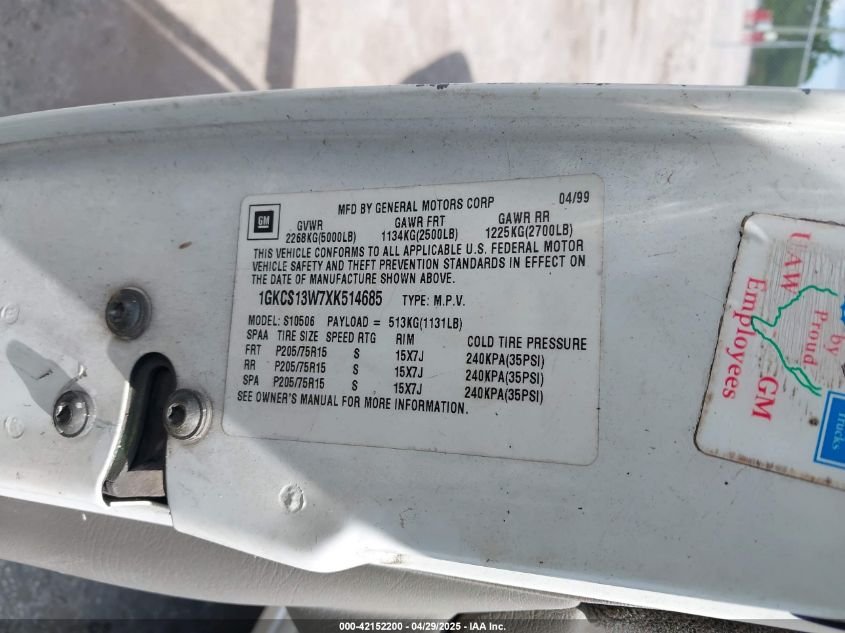 GM
MFD BY GENERAL MOTORS CORP 04/99
GVWR GAWR FRT GAWR RR
2268KG(5000LB) 1134KG(2500LB) 1225KG(2700LB)
THIS VEHICLE CONFORMS TO ALL APPLICABLE U.S. FEDERAL MOTOR
VEHICLE SAFETY AND THEFT PREVENTION STANDARDS IN EFFECT ON
THE DATE OF MANUFACTURE SHOWN ABOVE.
1GKCS13W7XK514685 TYPE: M.P.V.
MODEL: S10506 PAYLOAD = 513KG(1131LB)
SPAA TIRE SIZE SPEED RTG RIM COLD TIRE PRESSURE
FRT P205/75R15 S 15X7J 240KPA(35PSI)
RR P205/75R15 S 15X7J 240KPA(35PSI)
SPA P205/75R15 S 15X7J 240KPA(35PSI)
SEE OWNER'S MANUAL FOR MORE INFORMATION.
by Proud
UAW GM
Employees
Trucks
000-42152200 - 04/29/2025 - IAA Inc.